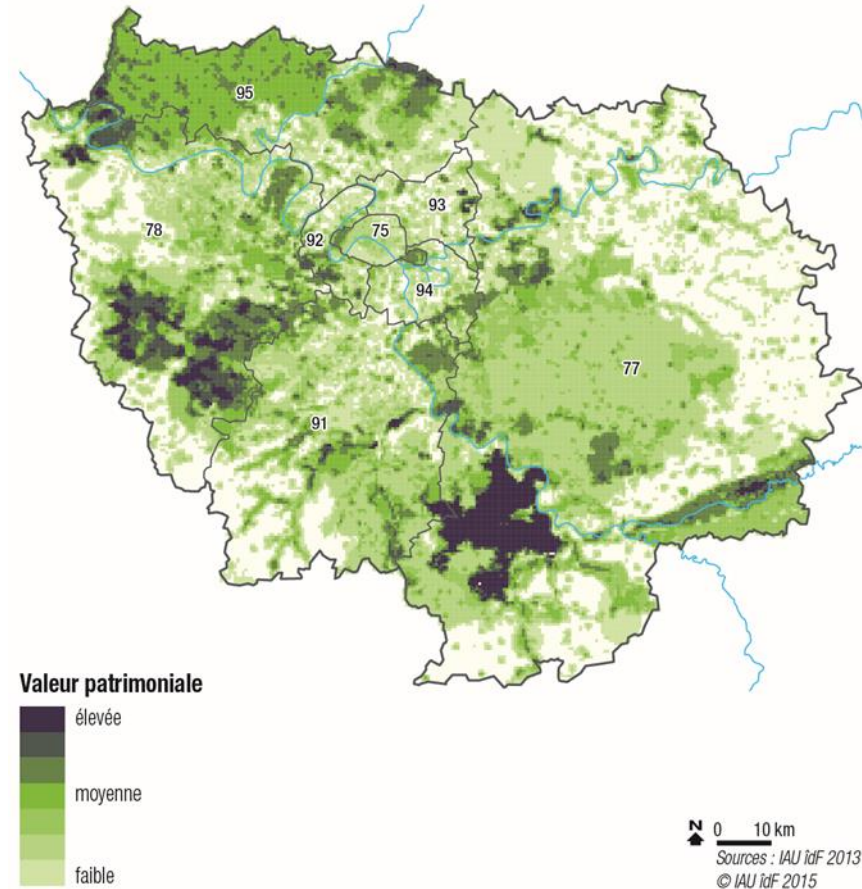 95
78
93
92
75
94
77
91
Valeur patrimoniale
élevée
moyenne
faible
N 0 10 km
Sources : IAU îdF 2013
© IAU îdF 2015